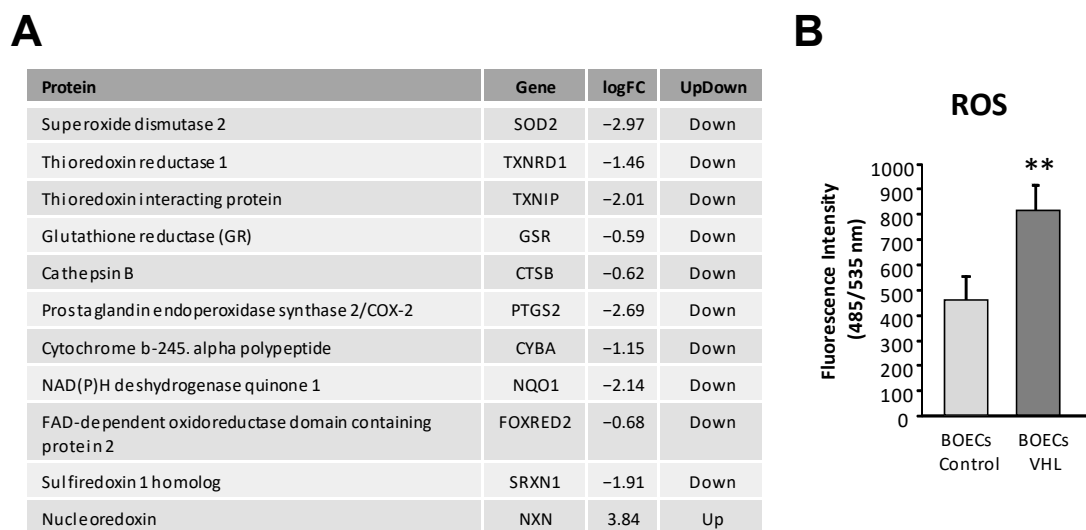 A
Protein Gene logFC UpDown
Superoxide dismutase 2 SOD2 −2.97 Down
Thioredoxin reductase 1 TXNRD1 −1.46 Down
Thioredoxin interacting protein TXNIP −2.01 Down
Glutathione reductase (GR) GSR −0.59 Down
Cathepsin B CTSB −0.62 Down
Prostaglandin endoperoxidase synthase 2/COX-2 PTGS2 −2.69 Down
Cytochrome b-245. alpha polypeptide CYBA −1.15 Down
NAD(P)H deshydrogenase quinone 1 NQO1 −2.14 Down
FAD-dependent oxidoreductase domain containing
protein 2 FOXRED2 −0.68 Down
Sulfiredoxin 1 homolog SRXN1 −1.91 Down
Nucleoredoxin NXN 3.84 Up
B
ROS
Fluorescence Intensity
(485/535 nm)
1000
900
800
700
600
500
400
300
200
100
0
**
BOECs
Control
BOECs
VHL